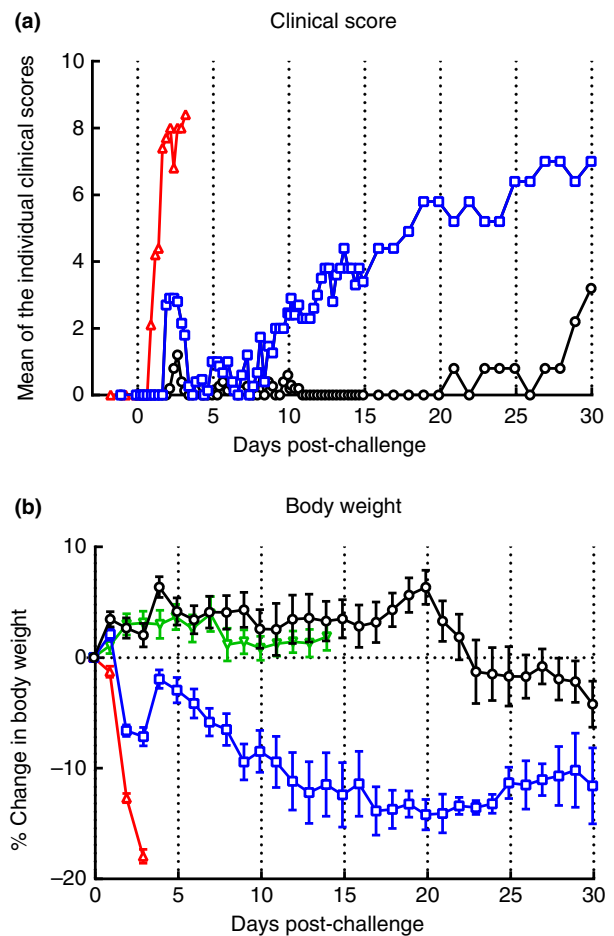 (a)
Clinical score
Mean of the individual clinical scores
10
8
6
4
2
0
0 5 10 15 20 25 30
Days post-challenge
(b)
Body weight
% Change in body weight
10
0
−10
−20
0 5 10 15 20 25 30
Days post-challenge